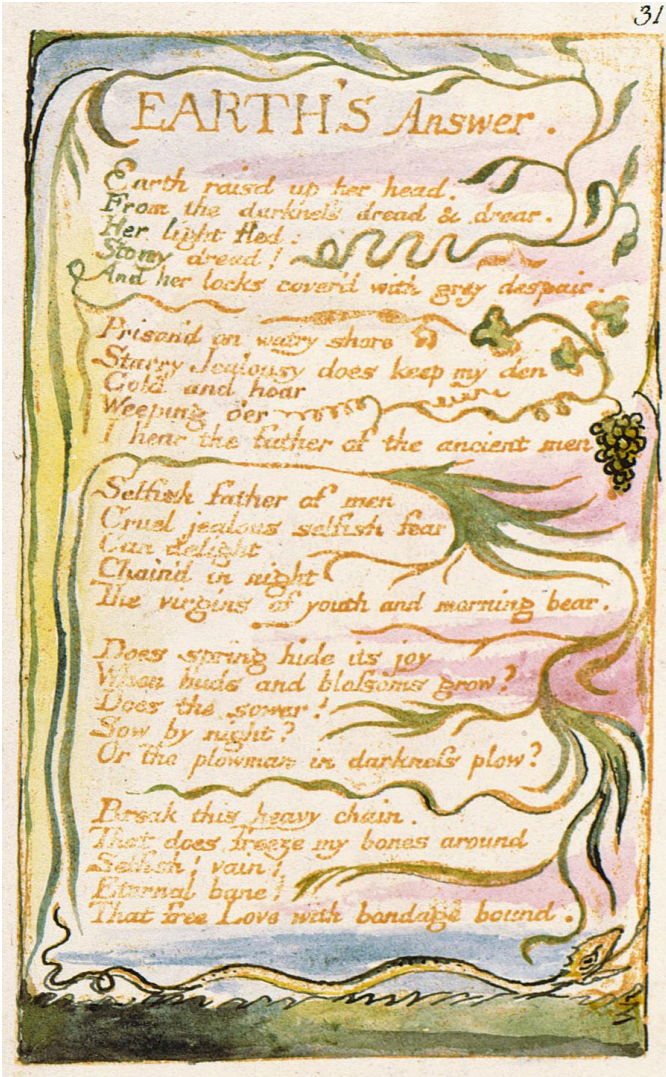 31
EARTH'S Answer.
Earth rais'd up her head.
From the darkness dread & drear.
Her light fled:
Stony dread!
And her locks cover'd with grey despair.
Prison'd on watry shore
Starry Jealousy does keep my den
Cold and hoar
Weeping o'er
I hear the father of the ancient men
Selfish father of men
Cruel jealous selfish fear
Can delight
Chain'd in night
The virgins of youth and morning bear.
Does spring hide its joy
When buds and blossoms grow?
Does the sower!
Sow by night?
Or the plowman in darkness plow?
Break this heavy chain.
That does freeze my bones around
Selfish! vain!
Eternal bane!
That free Love with bondage bound.